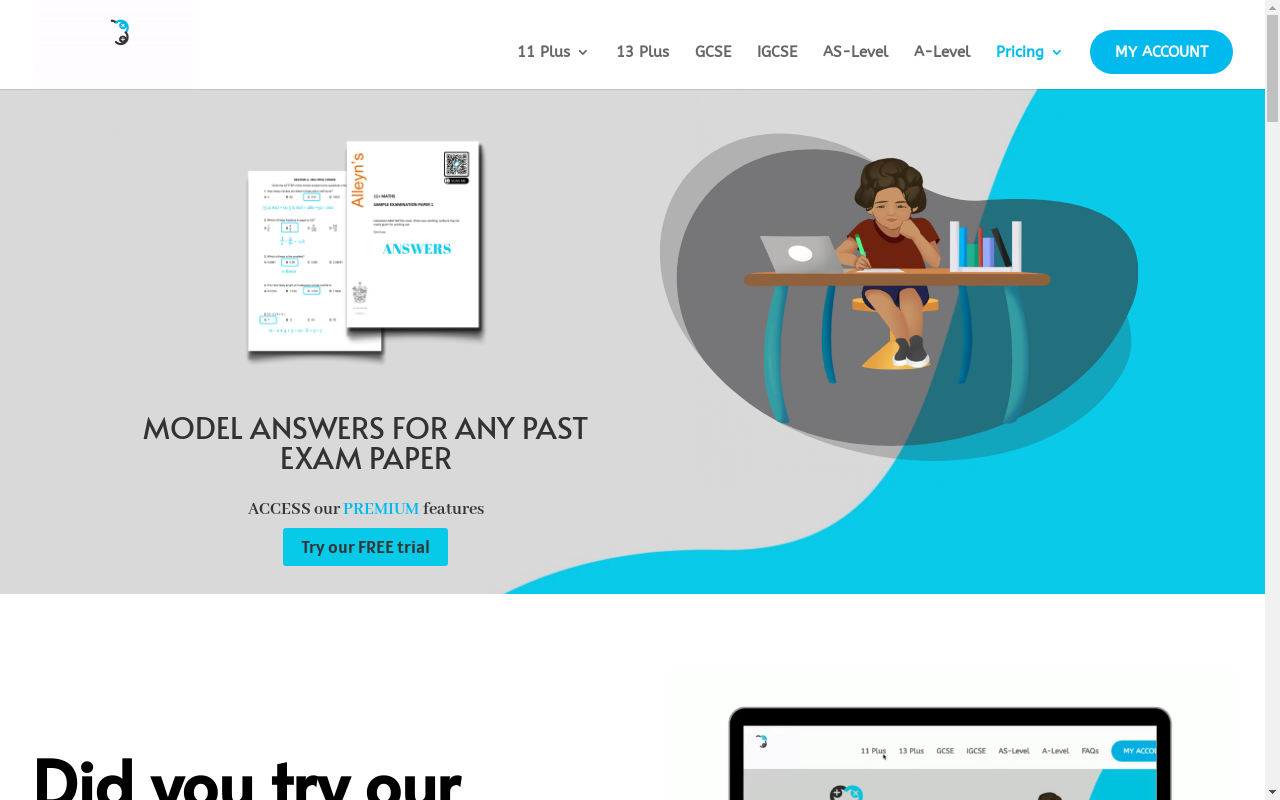 11 Plus
13 Plus
GCSE
IGCSE
AS-Level
A-Level
Pricing
MY ACCOUNT
Alleyn's
11+ MATHS
SAMPLE EXAMINATION PAPER 1
ANSWERS
MODEL ANSWERS FOR ANY PAST
EXAM PAPER
ACCESS our PREMIUM features
Try our FREE trial
Did you try our
11 Plus
13 Plus
GCSE
IGCSE
AS-Level
A-Level
FAQs
MY ACCOU